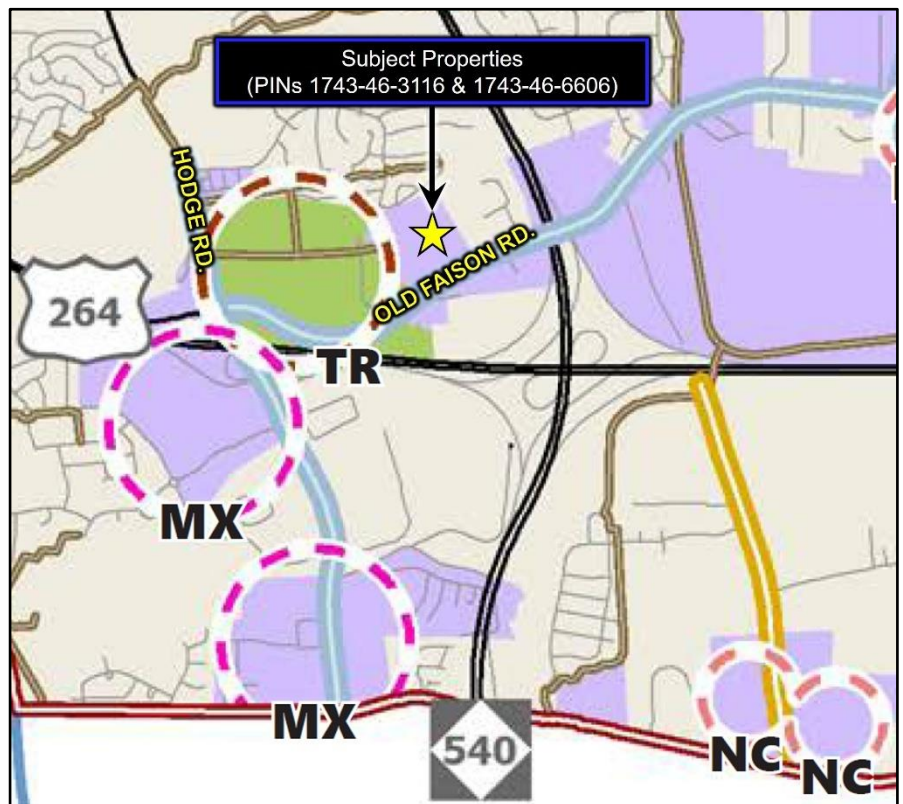 Subject Properties
(PINs 1743-46-3116 & 1743-46-6606)
HODGE RD.
OLD FAISON RD.
264
TR
MX
MX
540
NC
NC